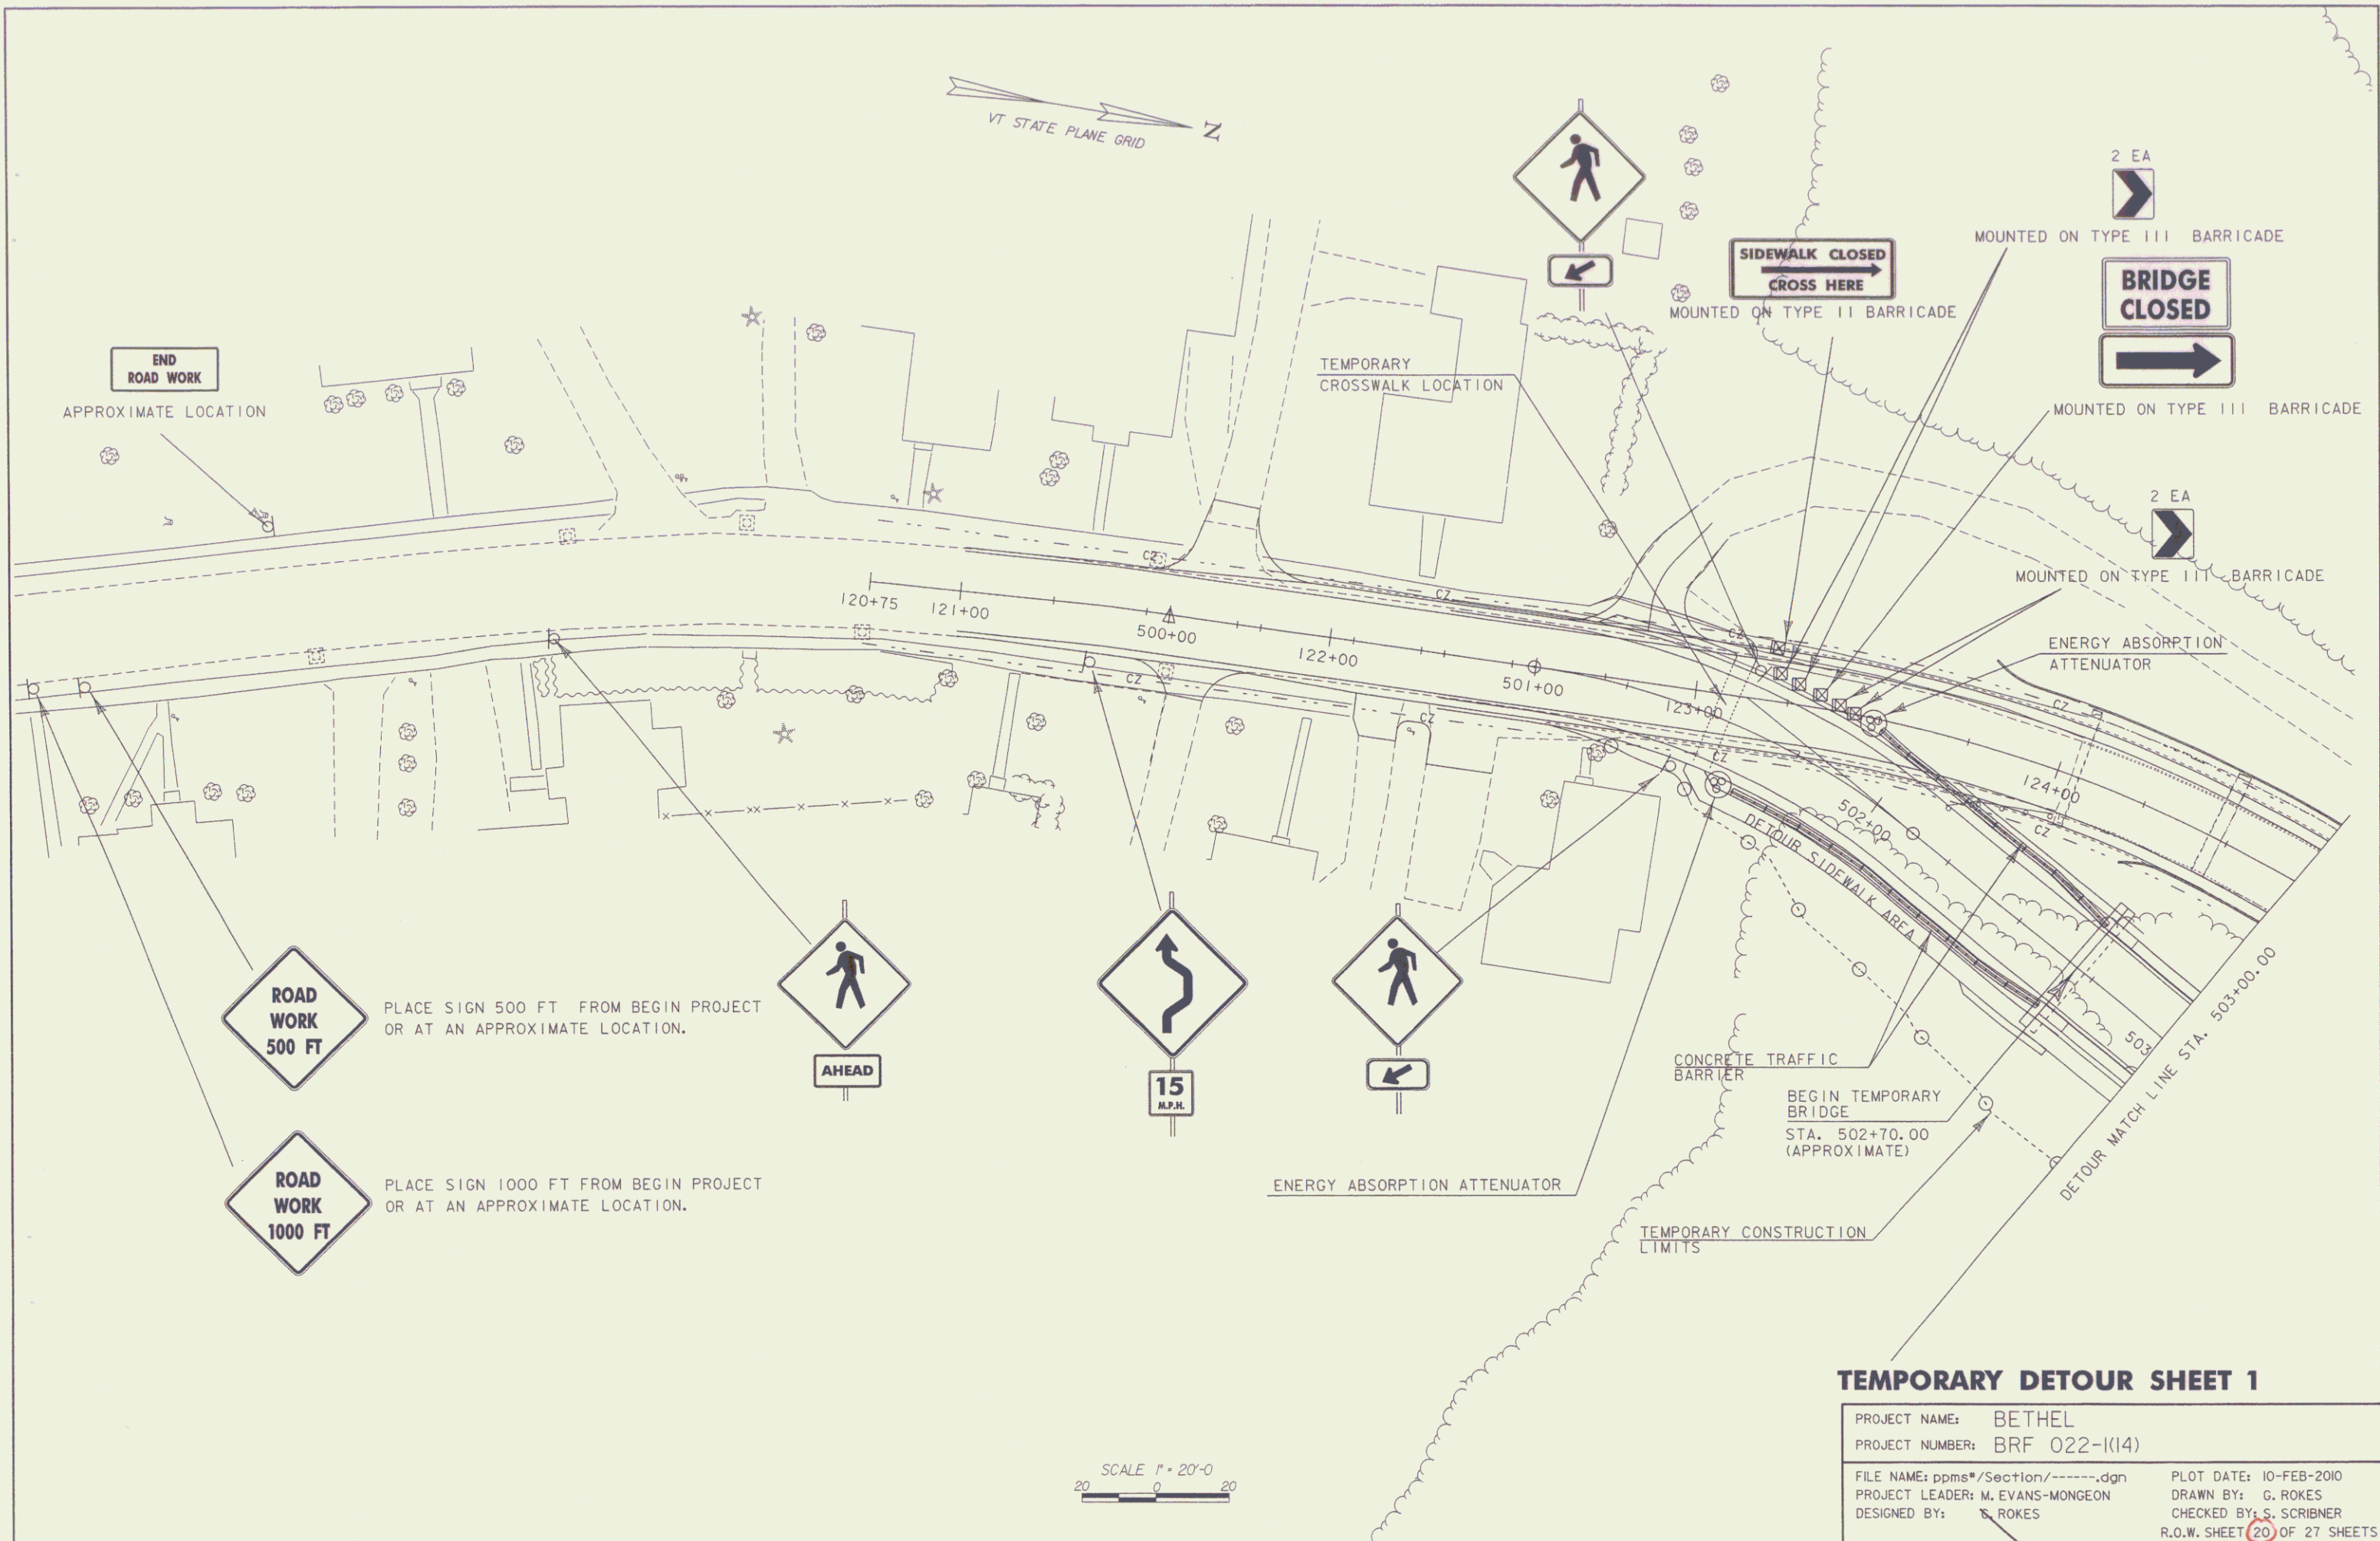 VT STATE PLANE GRID
Z
2 EA
MOUNTED ON TYPE III BARRICADE
SIDEWALK CLOSED
CROSS HERE
MOUNTED ON TYPE II BARRICADE
BRIDGE
CLOSED
MOUNTED ON TYPE III BARRICADE
END
ROAD WORK
APPROXIMATE LOCATION
TEMPORARY
CROSSWALK LOCATION
2 EA
MOUNTED ON TYPE III BARRICADE
ENERGY ABSORPTION
ATTENUATOR
CZ
CZ
CZ
CZ
CZ
CZ
CZ
CZ
120+75
121+00
500+00
122+00
501+00
123+00
502+00
124+00
503
DETOUR SIDEWALK AREA
ROAD
WORK
500 FT
PLACE SIGN 500 FT FROM BEGIN PROJECT
OR AT AN APPROXIMATE LOCATION.
AHEAD
15
M.P.H.
CONCRETE TRAFFIC
BARRIER
BEGIN TEMPORARY
BRIDGE
STA. 502+70.00
(APPROXIMATE)
DETOUR MATCH LINE STA. 503+00.00
ROAD
WORK
1000 FT
PLACE SIGN 1000 FT FROM BEGIN PROJECT
OR AT AN APPROXIMATE LOCATION.
ENERGY ABSORPTION ATTENUATOR
TEMPORARY CONSTRUCTION
LIMITS
SCALE 1" = 20'-0
20 0 20
TEMPORARY DETOUR SHEET 1
PROJECT NAME: BETHEL
PROJECT NUMBER: BRF 022-1(14)
FILE NAME: ppms#/Section/------.dgn
PLOT DATE: 10-FEB-2010
PROJECT LEADER: M. EVANS-MONGEON
DRAWN BY: G. ROKES
DESIGNED BY: G. ROKES
CHECKED BY: S. SCRIBNER
R.O.W. SHEET 20 OF 27 SHEETS